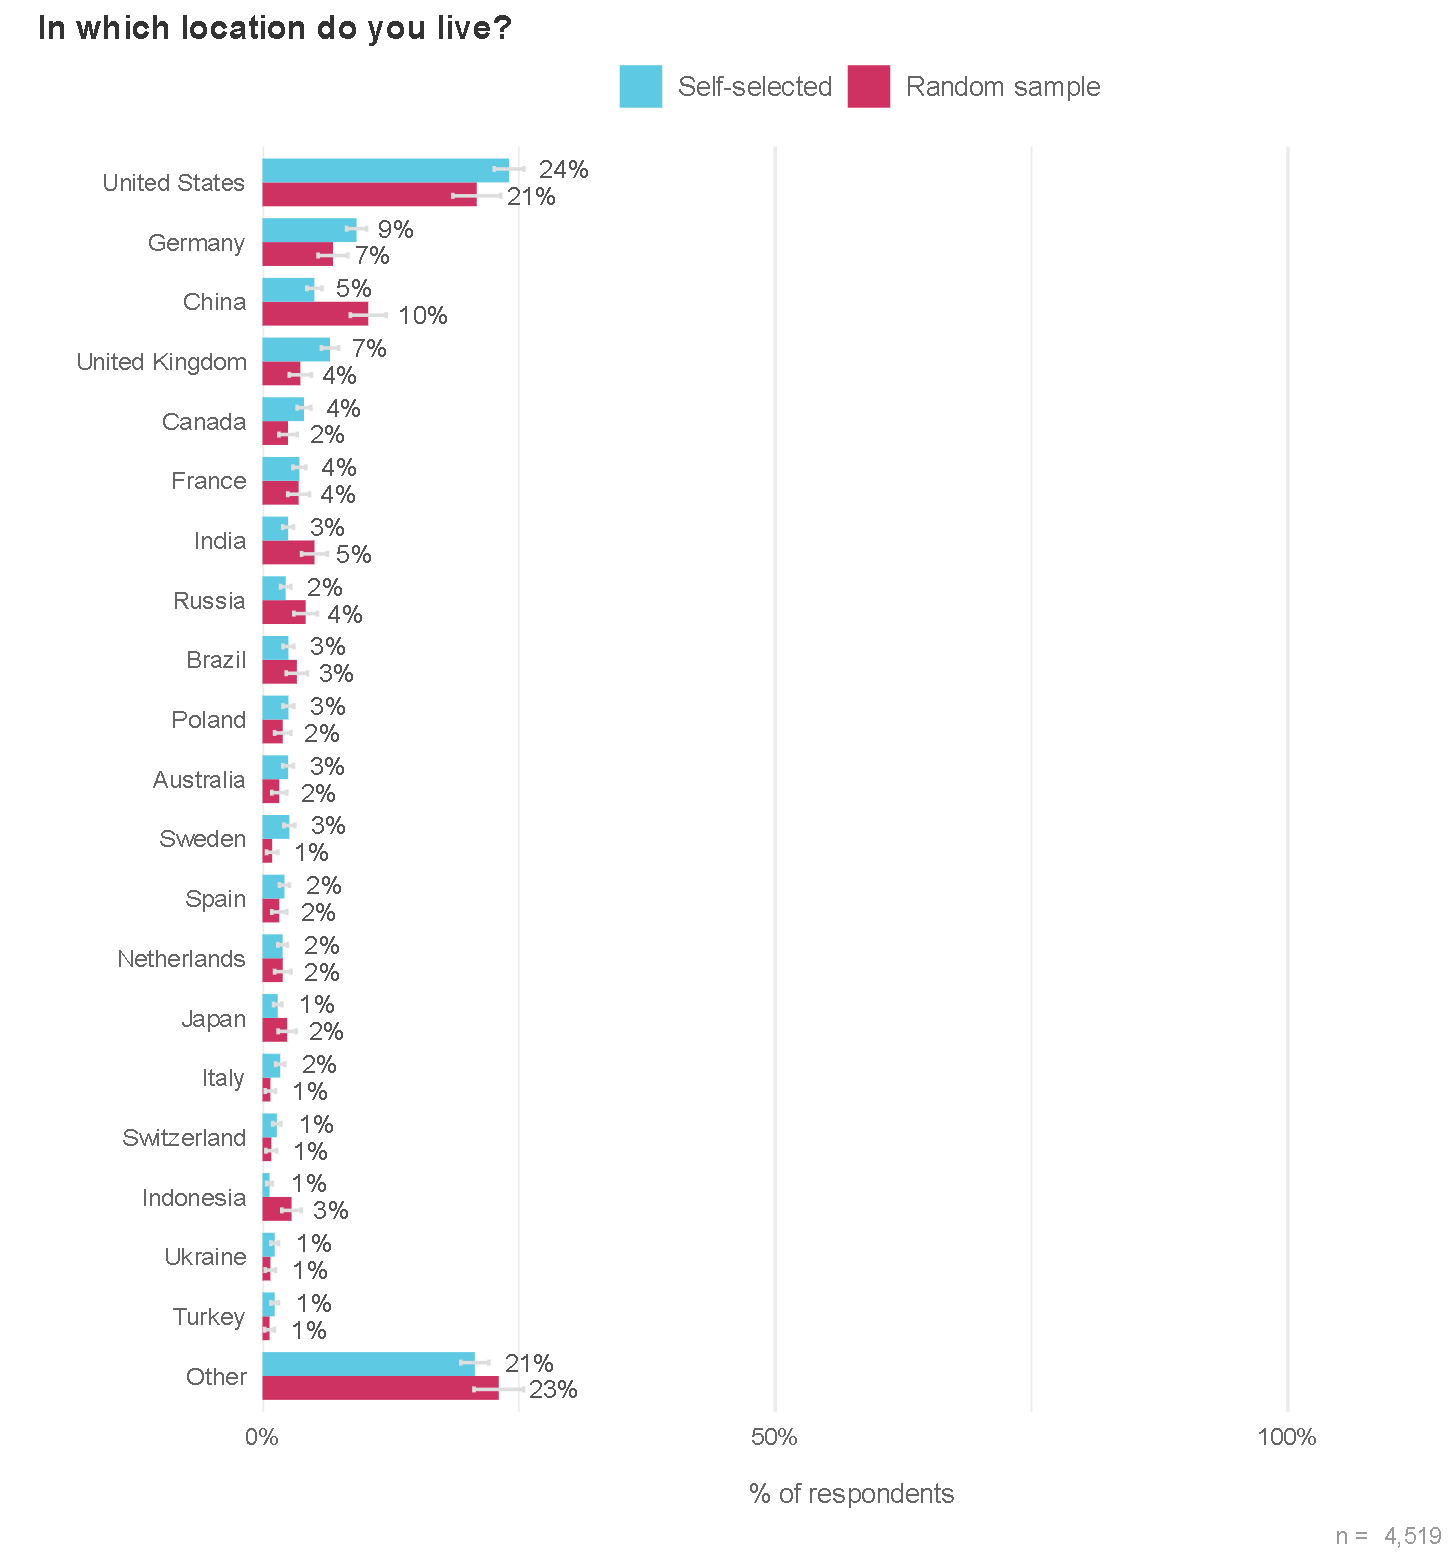 In which location do you live?
Self-selected Random sample
United States 24%
21%
Germany 9%
7%
China 5%
10%
United Kingdom 7%
4%
Canada 4%
2%
France 4%
4%
India 3%
5%
Russia 2%
4%
Brazil 3%
3%
Poland 3%
2%
Australia 3%
2%
Sweden 3%
1%
Spain 2%
2%
Netherlands 2%
2%
Japan 1%
2%
Italy 2%
1%
Switzerland 1%
1%
Indonesia 1%
3%
Ukraine 1%
1%
Turkey 1%
1%
Other 21%
23%
0% 50% 100%
% of respondents
n = 4,519